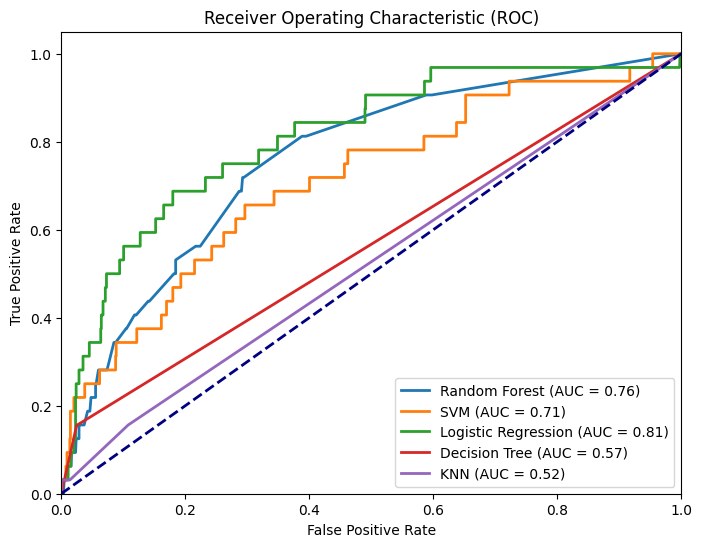 Receiver Operating Characteristic (ROC)
True Positive Rate
1.0
0.8
0.6
0.4
0.2
0.0
0.0 0.2 0.4 0.6 0.8 1.0
False Positive Rate
Random Forest (AUC = 0.76)
SVM (AUC = 0.71)
Logistic Regression (AUC = 0.81)
Decision Tree (AUC = 0.57)
KNN (AUC = 0.52)